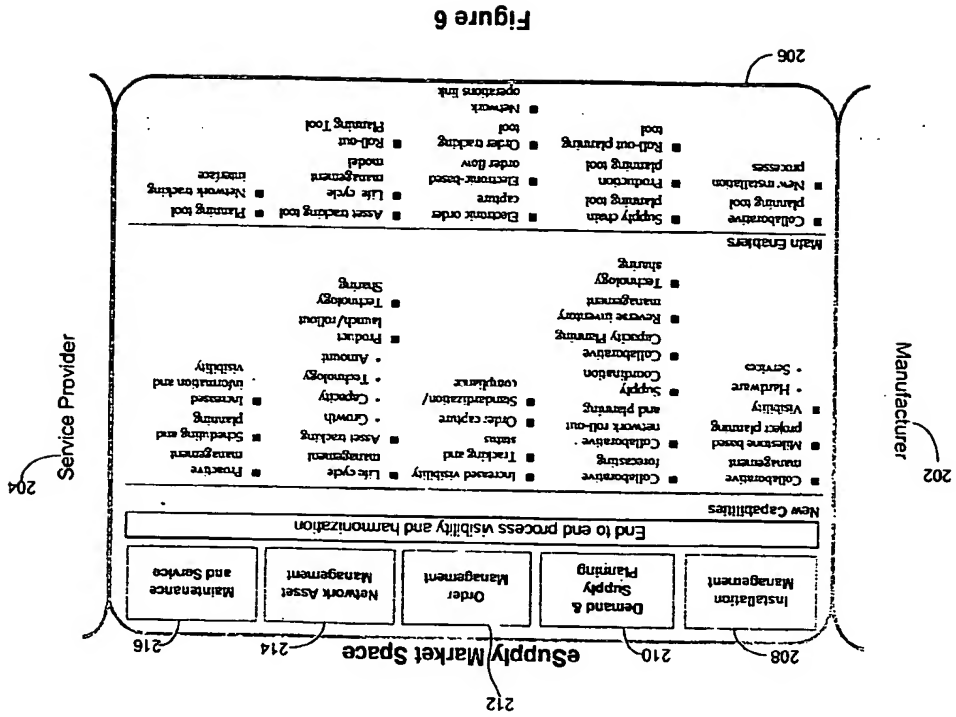 212
eSupply Market Space
208
210
214
216
Manufacturer
202
Service Provider
204
Installation
Management
Demand &
Supply
Planning
Order
Management
Network Asset
Management
Maintenance
and Service
End to end process visibility and harmonization
New Capabilities
■ Collaborative
management
■ Milestone based
project planning
■ Visibility
• Hardware
• Services
■ Collaborative
forecasting
■ Collaborative
network roll-out
and planning
■ Supply
Coordination
■ Collaborative
Capacity Planning
■ Reverse inventory
management
■ Technology
sharing
■ Increased visibility
■ Tracking and
status
■ Order capture
■ Standardization/
compliance
■ Life cycle
management
■ Asset tracking
• Growth
• Capacity
• Technology
• Amount
■ Product
launch/rollout
■ Technology
Sharing
■ Proactive
management
■ Scheduling and
planning
■ Increased
information and
visibility
Main Enablers
■ Collaborative
planning tool
■ New installation
processes
■ Supply chain
planning tool
■ Production
planning tool
■ Roll-out planning
tool
■ Electronic order
capture
■ Electronic-based
order flow
■ Order tracking
tool
■ Network
operations link
■ Asset tracking tool
■ Life cycle
management
model
■ Roll-out
Planning Tool
■ Planning tool
■ Network tracking
interface
206
Figure 6